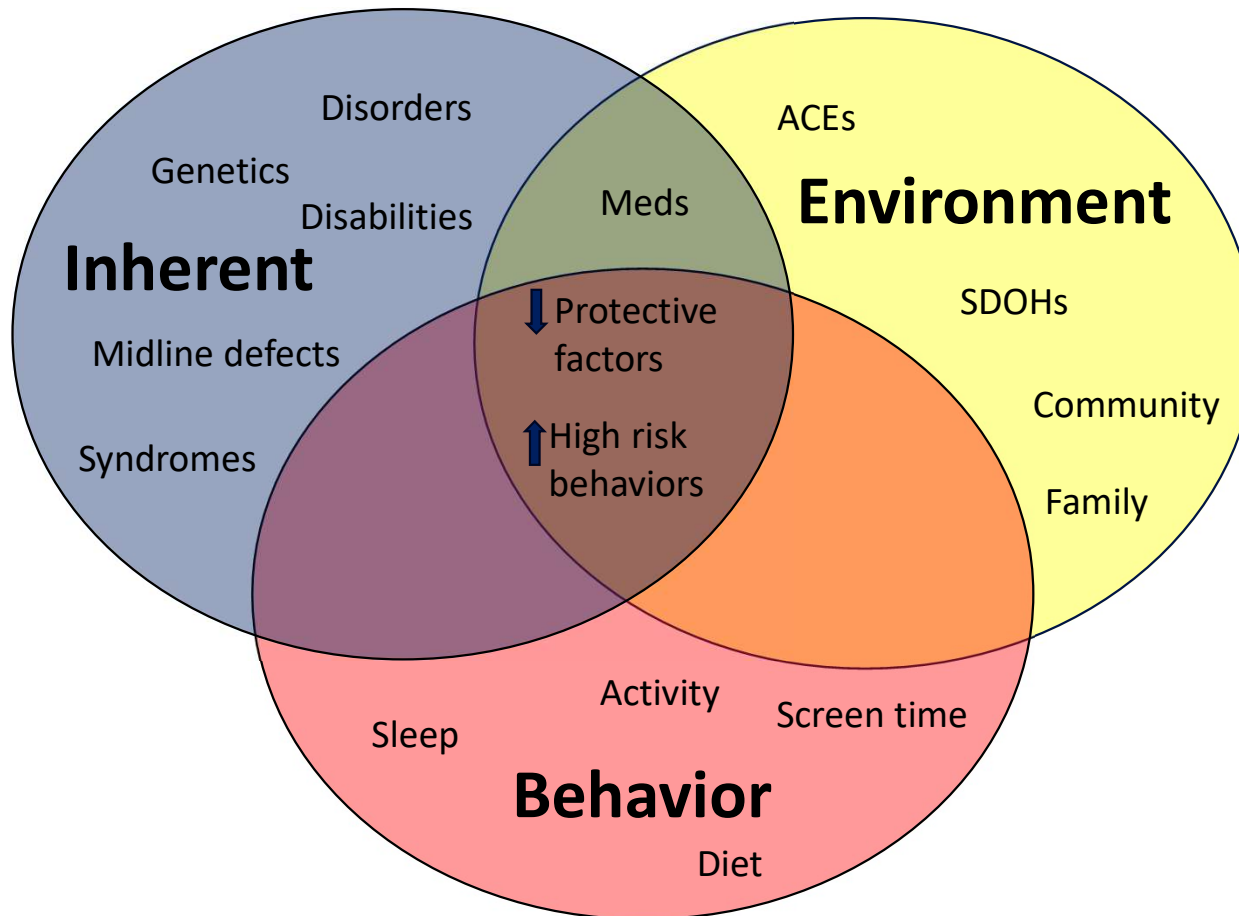 Disorders
ACEs
Genetics
Disabilities
Meds
Environment
Inherent
Protective
factors
SDOHs
Midline defects
Community
High risk
behaviors
Syndromes
Family
Activity
Screen time
Sleep
Behavior
Diet